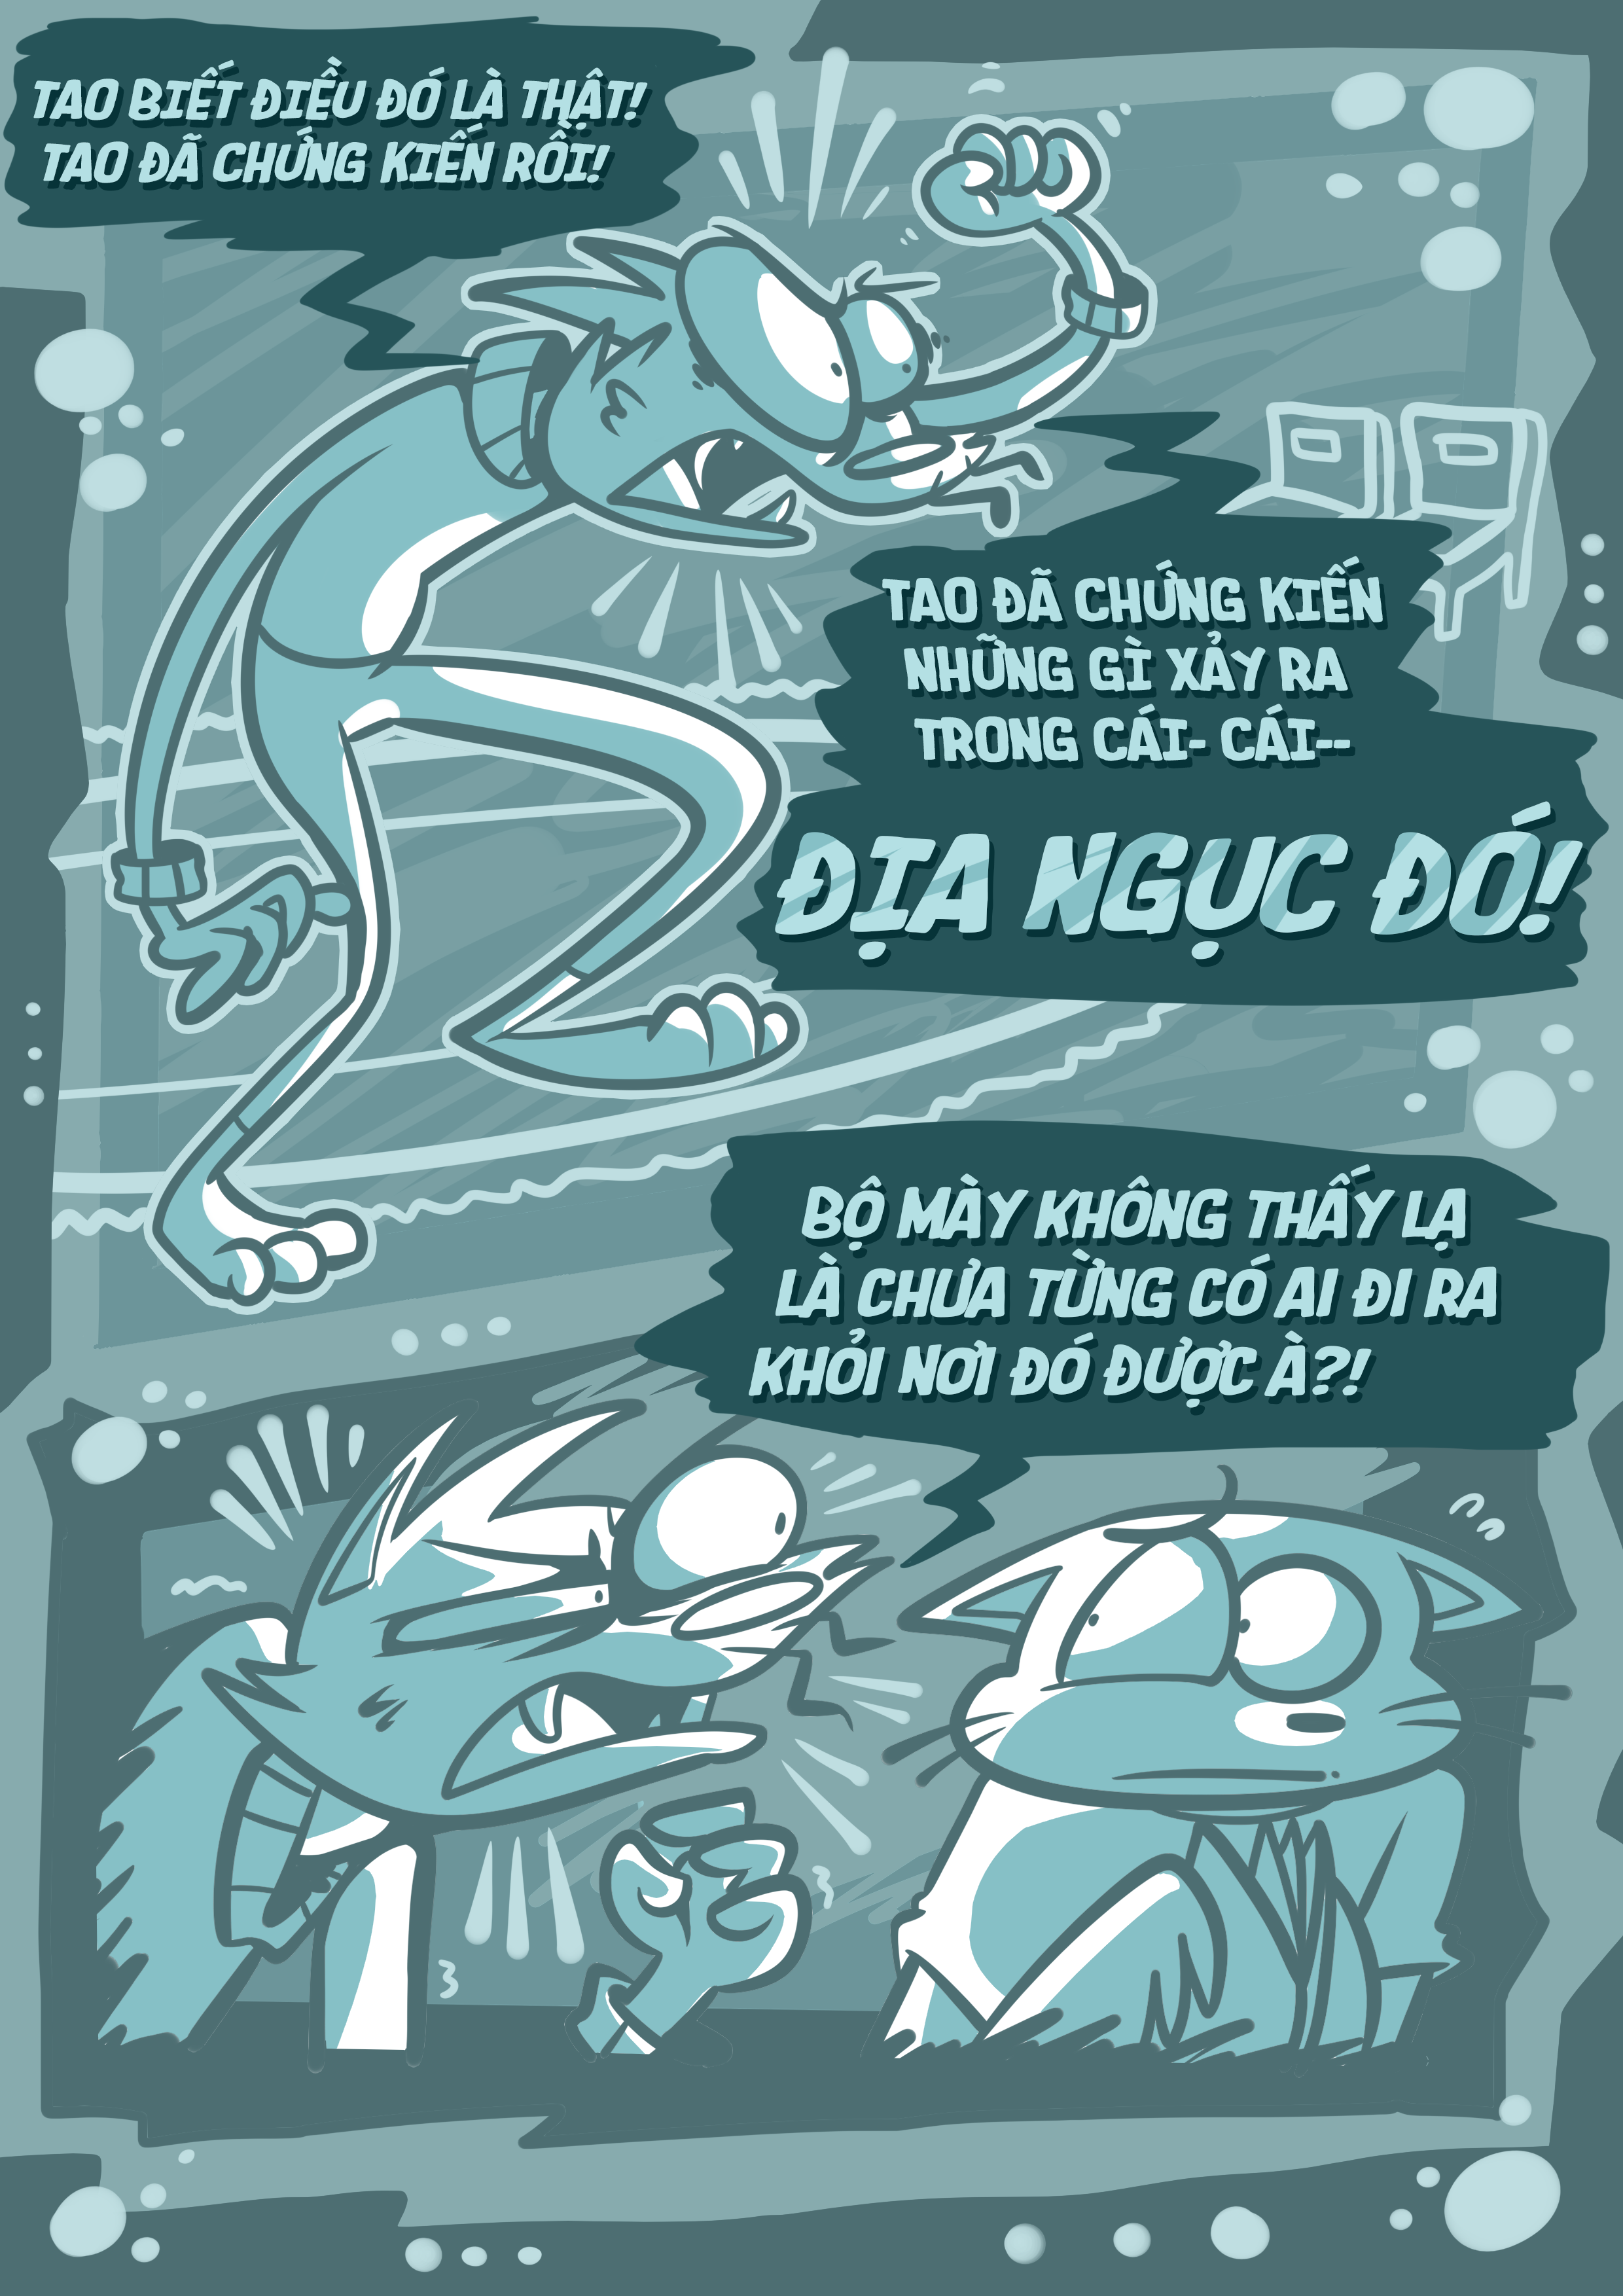 TAO BIẾT ĐIỀU ĐÓ LÀ THẬT!
TAO ĐÃ CHỨNG KIẾN RỒI!
TAO ĐÃ CHỨNG KIẾN
NHỮNG GÌ XẢY RA
TRONG CÁI- CÁI--
ĐỊA NGỤC ĐÓ!
BỘ MÀY KHÔNG THẤY LẠ
LÀ CHƯA TỪNG CÓ AI ĐI RA
KHỎI NƠI ĐÓ ĐƯỢC À?!